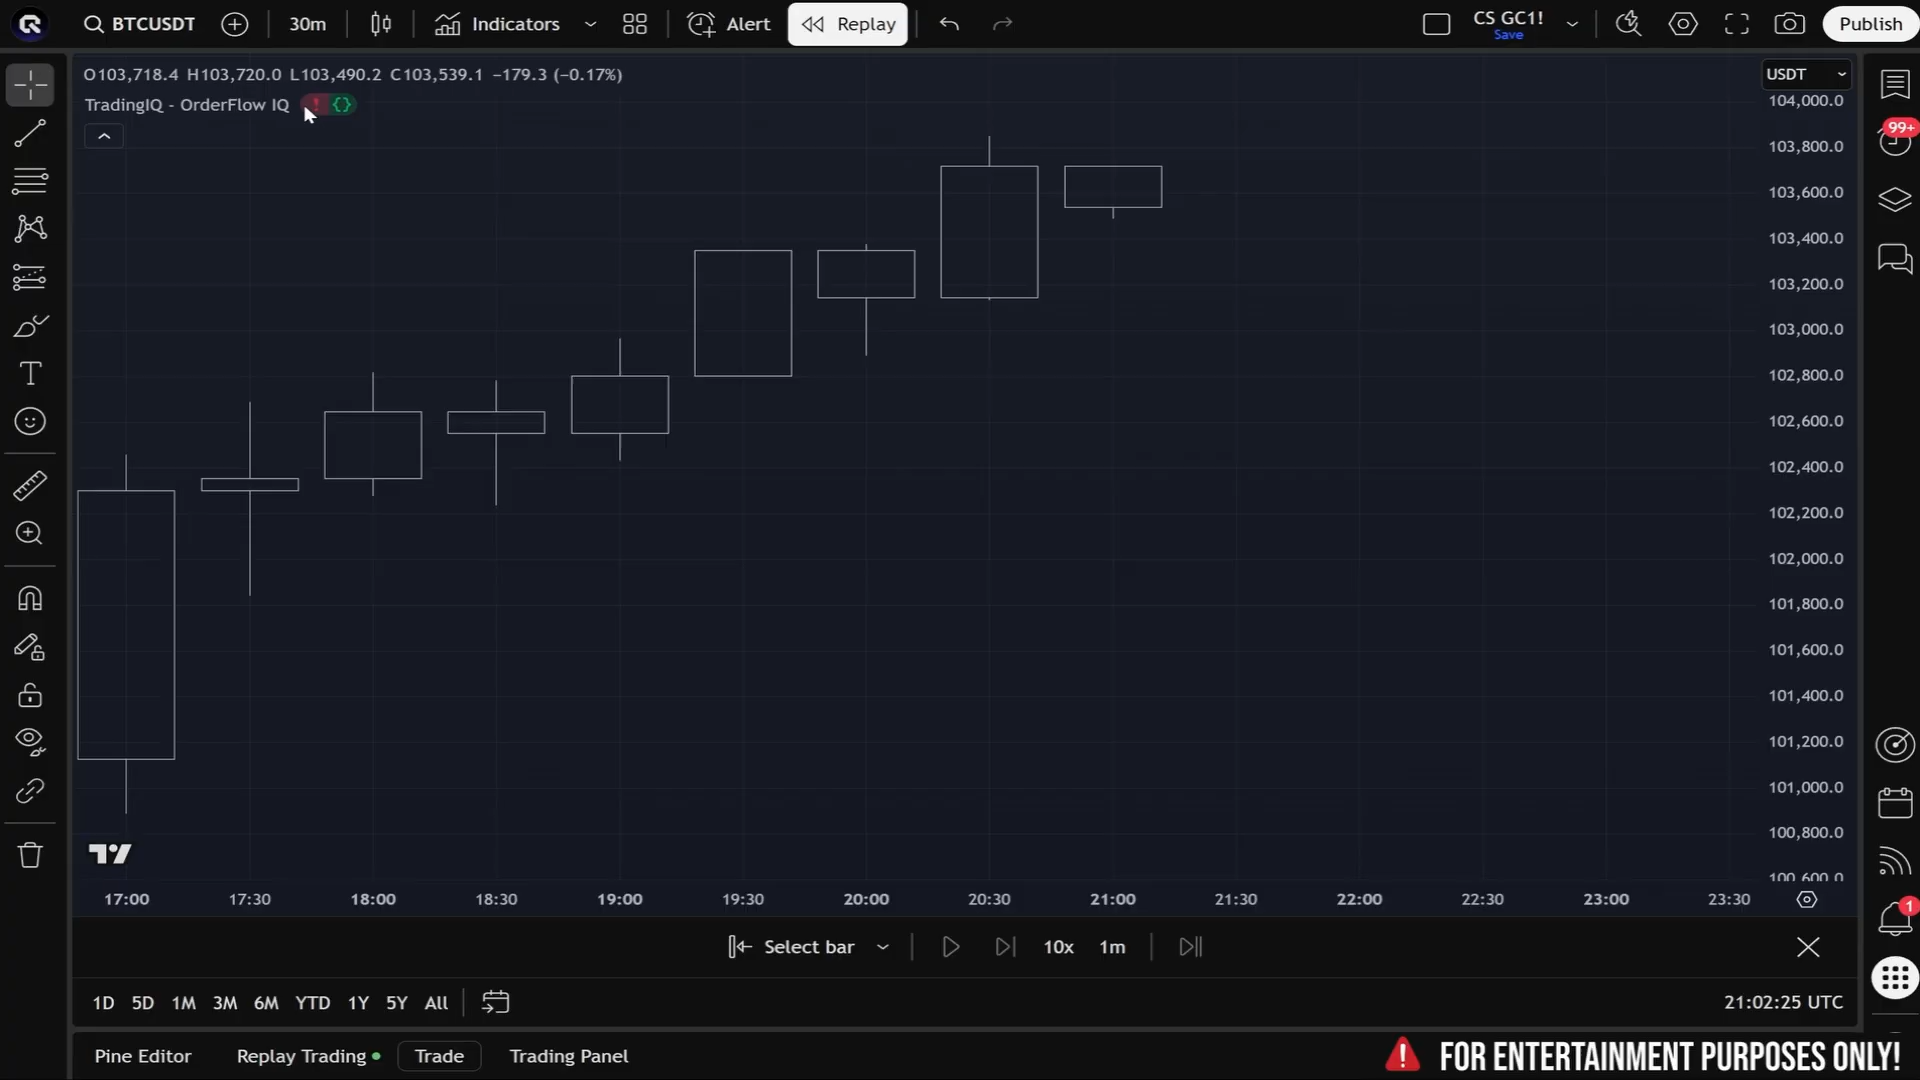 BTCUSDT
30m
Indicators
Alert
Replay
CS GC1!
Save
Publish
O103,718.4 H103,720.0 L103,490.2 C103,539.1 −179.3 (−0.17%)
TradingIQ - OrderFlow IQ
USDT
104,000.0
103,800.0
103,600.0
103,400.0
103,200.0
103,000.0
102,800.0
102,600.0
102,400.0
102,200.0
102,000.0
101,800.0
101,600.0
101,400.0
101,200.0
101,000.0
100,800.0
100,600.0
99+
1
17:00 17:30 18:00 18:30 19:00 19:30 20:00 20:30 21:00 21:30 22:00 22:30 23:00 23:30
Select bar 10x 1m
1D 5D 1M 3M 6M YTD 1Y 5Y All
21:02:25 UTC
Pine Editor Replay Trading Trade Trading Panel
FOR ENTERTAINMENT PURPOSES ONLY!